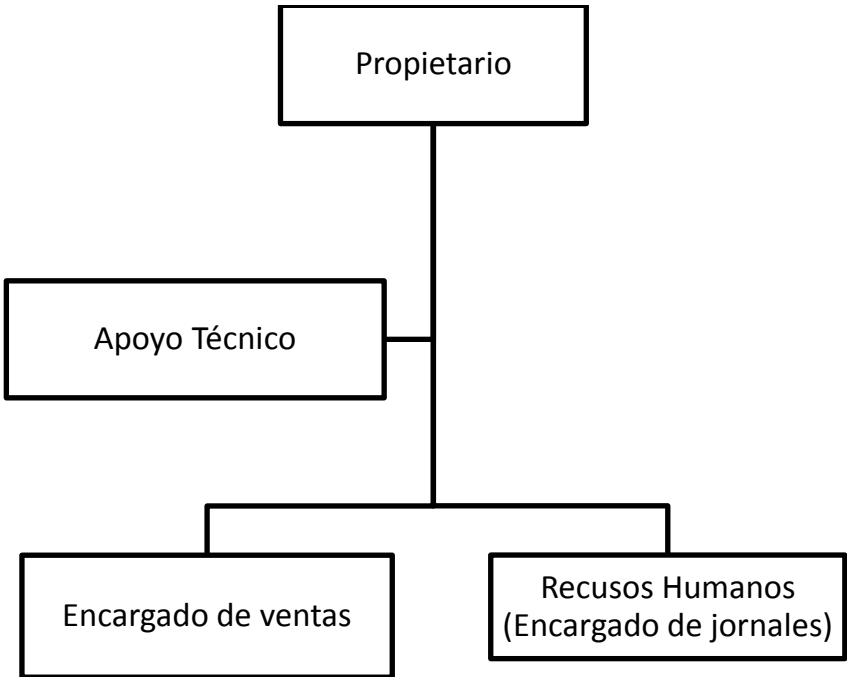 Propietario
Apoyo Técnico
Encargado de ventas
Recusos Humanos
(Encargado de jornales)